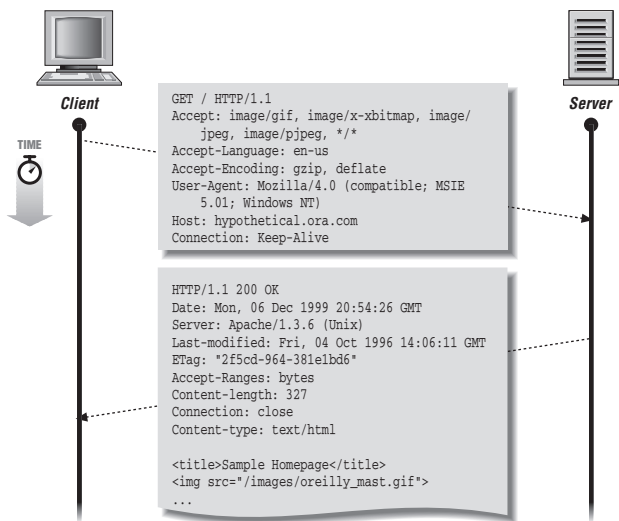 Client
Server
TIME
GET / HTTP/1.1
Accept: image/gif, image/x-xbitmap, image/
jpeg, image/pjpeg, */*
Accept-Language: en-us
Accept-Encoding: gzip, deflate
User-Agent: Mozilla/4.0 (compatible; MSIE
5.01; Windows NT)
Host: hypothetical.ora.com
Connection: Keep-Alive
HTTP/1.1 200 OK
Date: Mon, 06 Dec 1999 20:54:26 GMT
Server: Apache/1.3.6 (Unix)
Last-modified: Fri, 04 Oct 1996 14:06:11 GMT
ETag: "2f5cd-964-381e1bd6"
Accept-Ranges: bytes
Content-length: 327
Connection: close
Content-type: text/html
<title>Sample Homepage</title>
<img src="/images/oreilly_mast.gif">
...